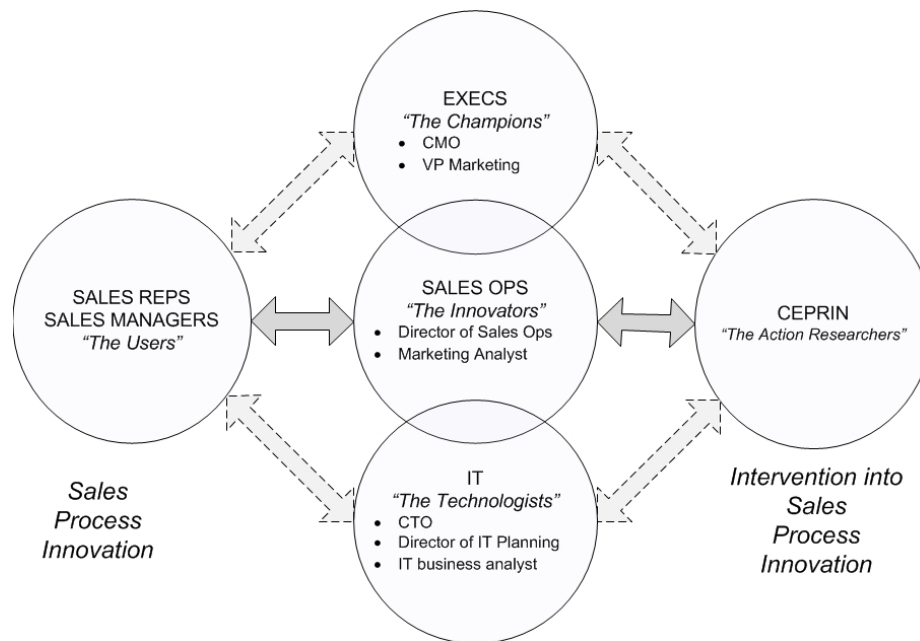 EXECS
“The Champions”
• CMO
• VP Marketing
SALES REPS
SALES MANAGERS
“The Users”
SALES OPS
“The Innovators”
• Director of Sales Ops
• Marketing Analyst
CEPRIN
“The Action Researchers”
IT
“The Technologists”
• CTO
• Director of IT Planning
• IT business analyst
Sales
Process
Innovation
Intervention into
Sales
Process
Innovation